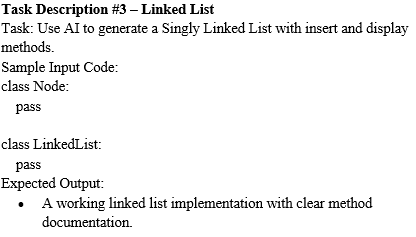 Task Description #3 – Linked List
Task: Use AI to generate a Singly Linked List with insert and display
methods.
Sample Input Code:
class Node:
    pass

class LinkedList:
    pass
Expected Output:
• A working linked list implementation with clear method
documentation.